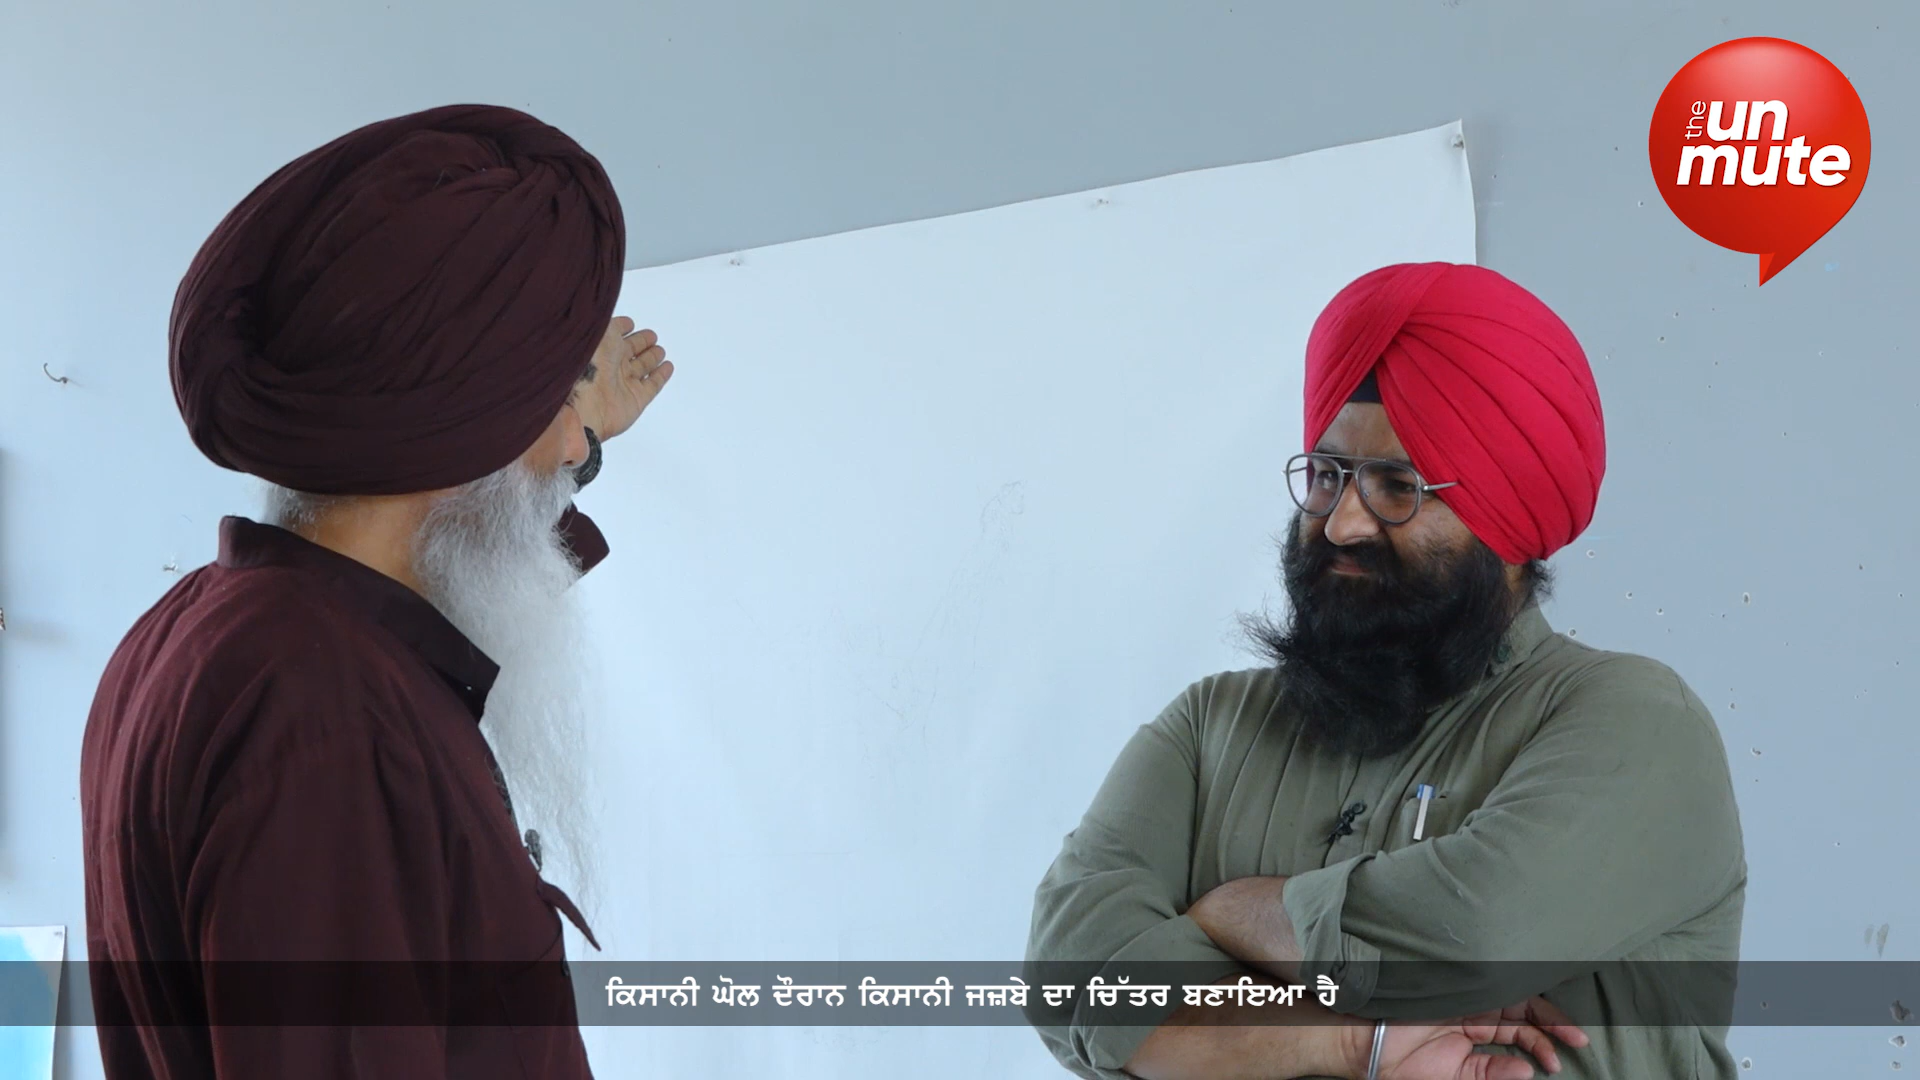 the
un
mute
ਕਿਸਾਨੀ ਘੋਲ ਦੌਰਾਨ ਕਿਸਾਨੀ ਜਜ਼ਬੇ ਦਾ ਚਿੱਤਰ ਬਣਾਇਆ ਹੈ